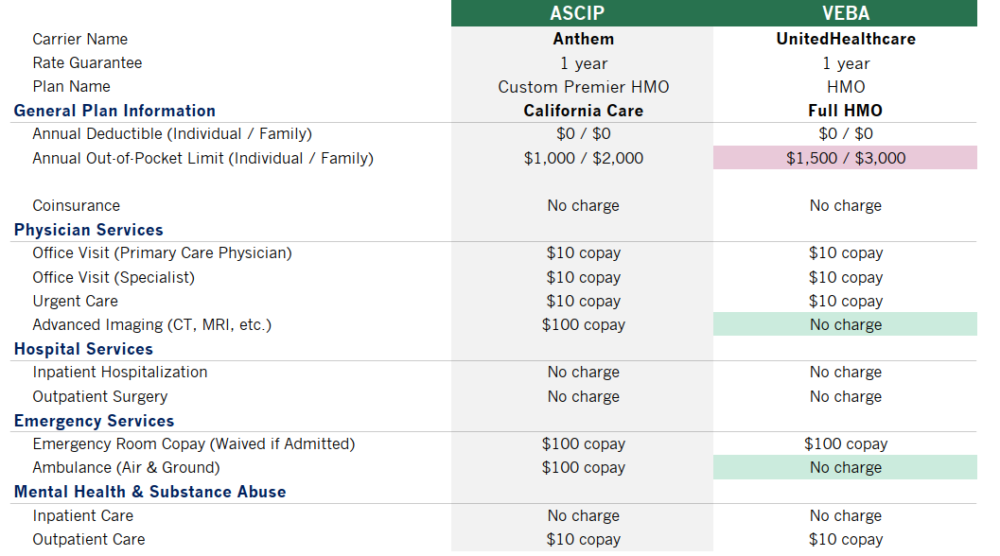 ASCIP VEBA
Carrier Name Anthem UnitedHealthcare
Rate Guarantee 1 year 1 year
Plan Name Custom Premier HMO HMO
General Plan Information California Care Full HMO
Annual Deductible (Individual / Family) $0 / $0 $0 / $0
Annual Out-of-Pocket Limit (Individual / Family) $1,000 / $2,000 $1,500 / $3,000
Coinsurance No charge No charge
Physician Services
Office Visit (Primary Care Physician) $10 copay $10 copay
Office Visit (Specialist) $10 copay $10 copay
Urgent Care $10 copay $10 copay
Advanced Imaging (CT, MRI, etc.) $100 copay No charge
Hospital Services
Inpatient Hospitalization No charge No charge
Outpatient Surgery No charge No charge
Emergency Services
Emergency Room Copay (Waived if Admitted) $100 copay $100 copay
Ambulance (Air & Ground) $100 copay No charge
Mental Health & Substance Abuse
Inpatient Care No charge No charge
Outpatient Care $10 copay $10 copay